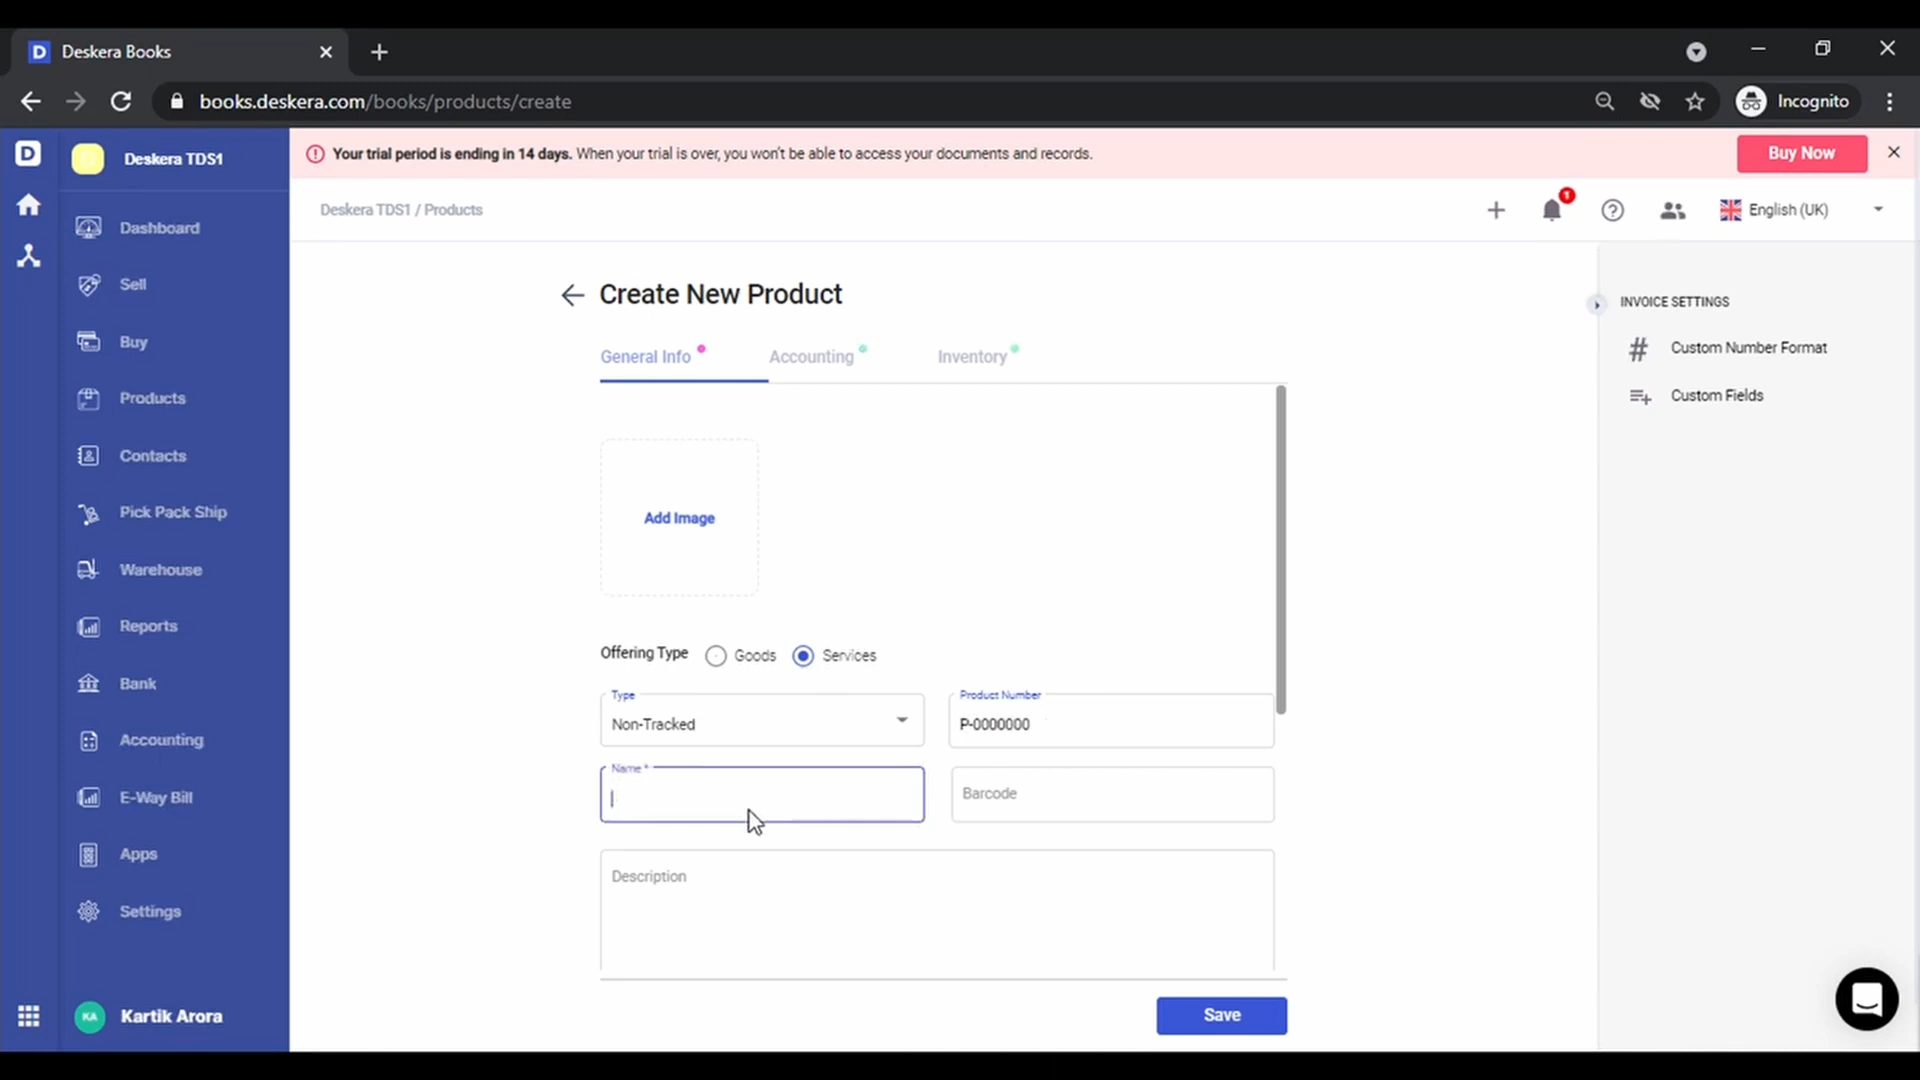 Deskera Books
books.deskera.com/books/products/create
Incognito
Deskera TDS1
Your trial period is ending in 14 days. When your trial is over, you won't be able to access your documents and records.
Buy Now
Deskera TDS1 / Products
1
English (UK)
Dashboard
Sell
Buy
Products
Contacts
Pick Pack Ship
Warehouse
Reports
Bank
Accounting
E-Way Bill
Apps
Settings
KA
Kartik Arora
Create New Product
General Info
Accounting
Inventory
Add Image
Offering Type
Goods
Services
Type
Non-Tracked
Product Number
P-0000000
Name *
Barcode
Description
Save
INVOICE SETTINGS
# Custom Number Format
Custom Fields